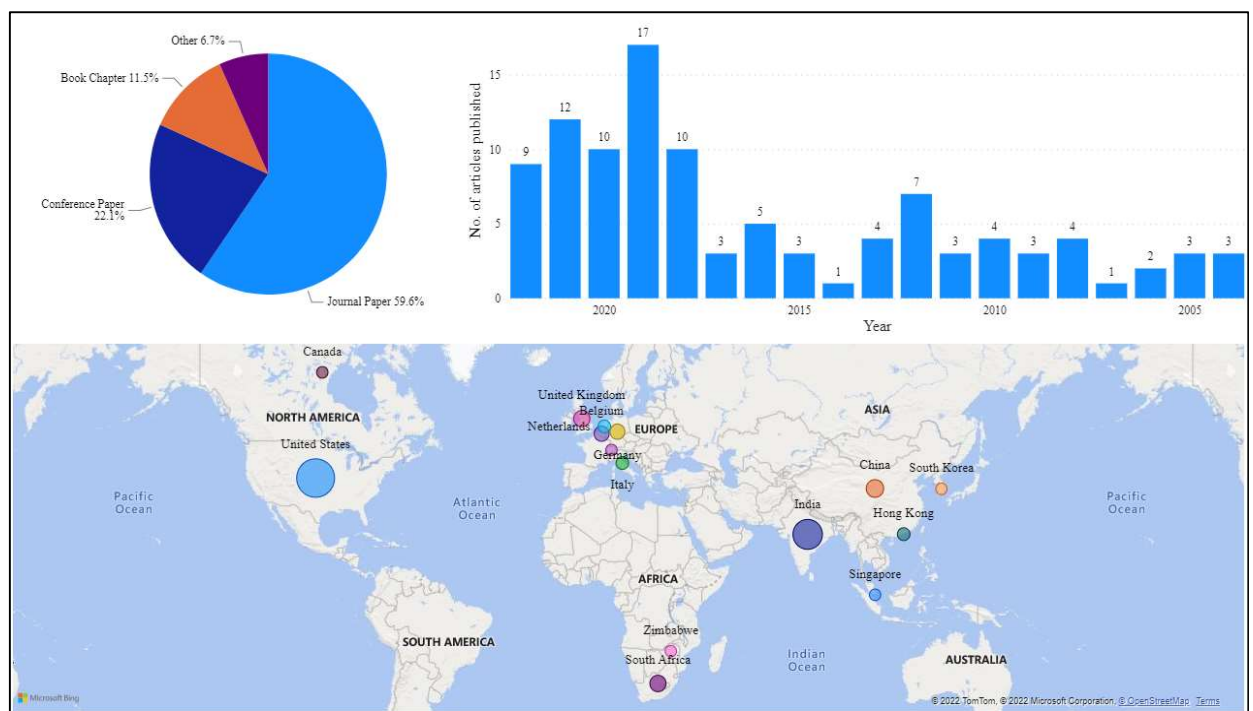 Other 6.7%
Book Chapter 11.5%
Conference Paper
22.1%
Journal Paper 59.6%
No. of articles published
15
10
5
0
9
12
10
17
10
3
5
3
1
4
7
3
4
3
4
1
2
3
3
2020
2015
2010
2005
Year
Canada
NORTH AMERICA
United States
United Kingdom
Belgium
Netherlands
EUROPE
Germany
Italy
ASIA
China
South Korea
India
Hong Kong
Singapore
Pacific
Ocean
Atlantic
Ocean
Pacific
Ocean
AFRICA
Zimbabwe
South Africa
SOUTH AMERICA
Indian
Ocean
AUSTRALIA
Microsoft Bing
© 2022 TomTom, © 2022 Microsoft Corporation, © OpenStreetMap Terms